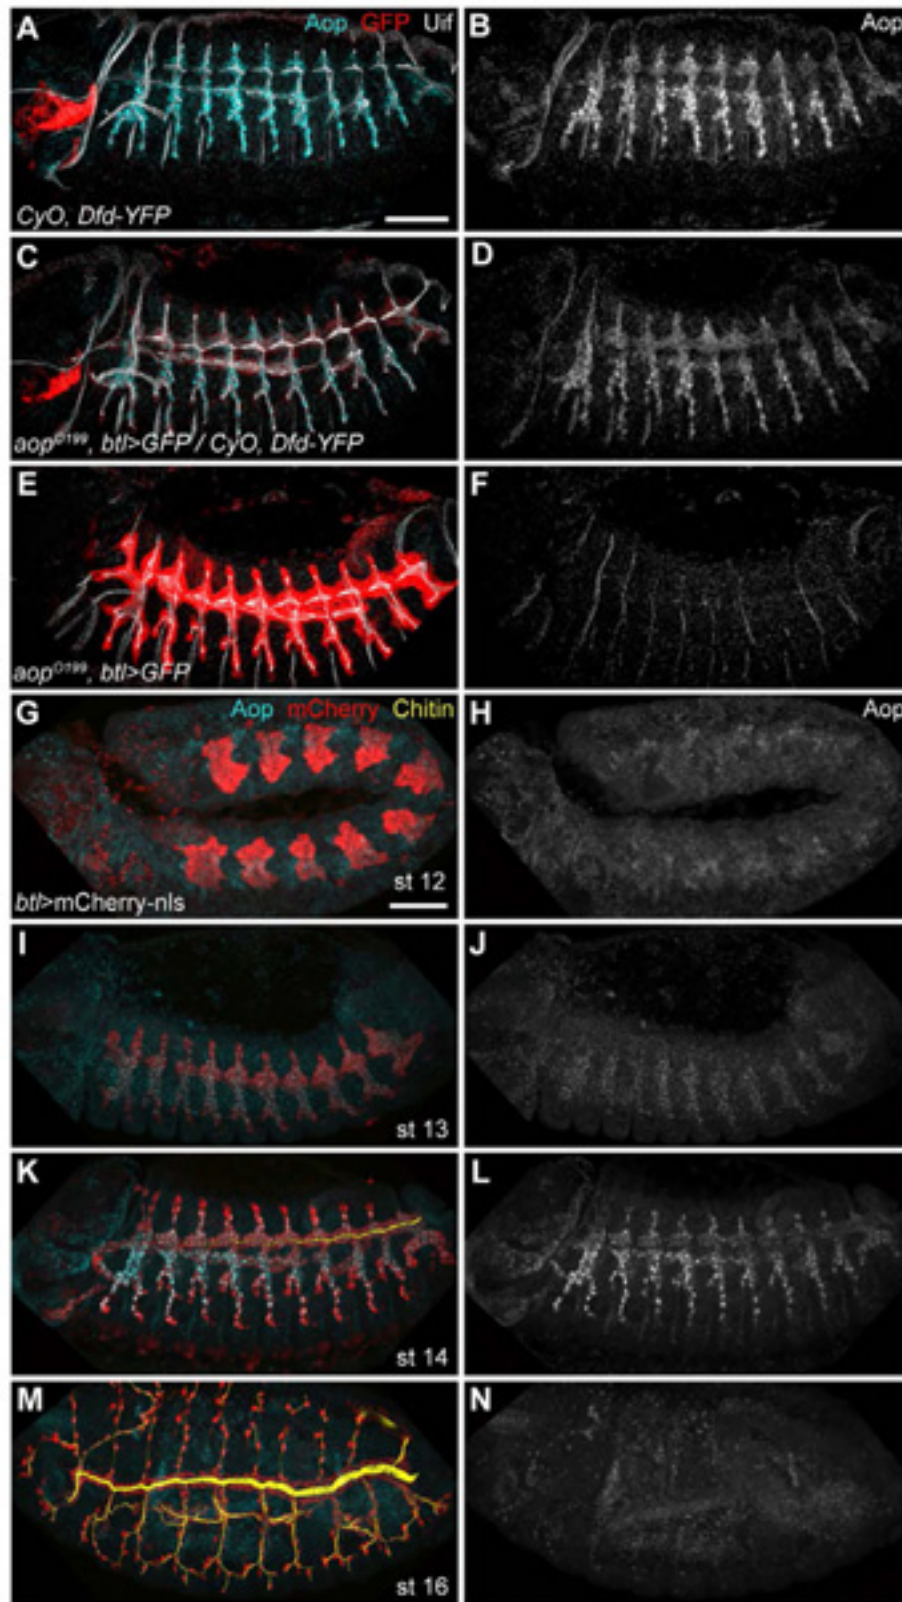 A Aop GFP Uif
B Aop
CyO, Dfd-YFP
C
D
aop^D199, btl>GFP / CyO, Dfd-YFP
E
F
aop^D199, btl>GFP
G Aop mCherry Chitin
H Aop
st 12
btl>mCherry-nls
I
J
st 13
K
L
st 14
M
N
st 16